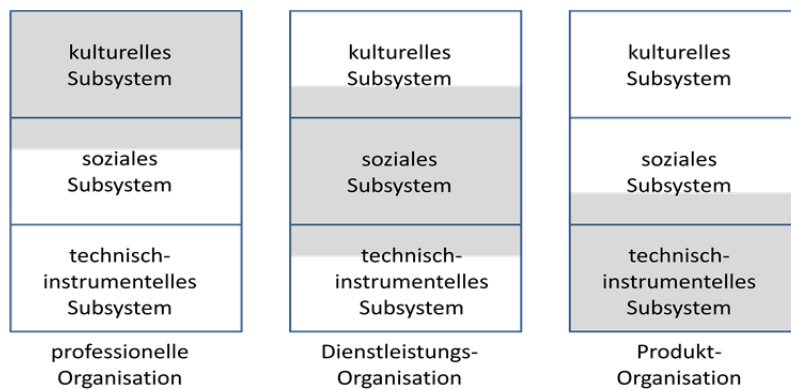 kulturelles
Subsystem
soziales
Subsystem
technisch-
instrumentelles
Subsystem
professionelle
Organisation
kulturelles
Subsystem
soziales
Subsystem
technisch-
instrumentelles
Subsystem
Dienstleistungs-
Organisation
kulturelles
Subsystem
soziales
Subsystem
technisch-
instrumentelles
Subsystem
Produkt-
Organisation